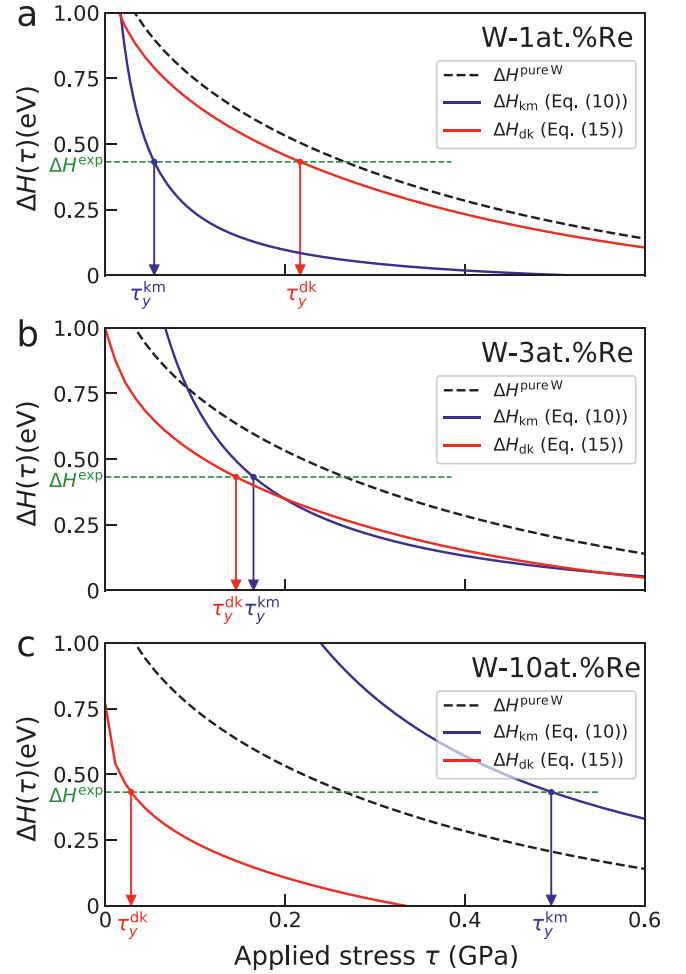 a
W-1at.%Re
ΔH^pure W
ΔH_km (Eq. (10))
ΔH_dk (Eq. (15))
ΔH(τ)(eV)
1.00
0.75
0.50
ΔH^exp
0.25
0
τ_y^km
τ_y^dk
b
W-3at.%Re
ΔH^pure W
ΔH_km (Eq. (10))
ΔH_dk (Eq. (15))
ΔH(τ)(eV)
1.00
0.75
0.50
ΔH^exp
0.25
0
τ_y^dk τ_y^km
c
W-10at.%Re
ΔH^pure W
ΔH_km (Eq. (10))
ΔH_dk (Eq. (15))
ΔH(τ)(eV)
1.00
0.75
0.50
ΔH^exp
0.25
0
0 τ_y^dk 0.2 0.4 τ_y^km 0.6
Applied stress τ (GPa)